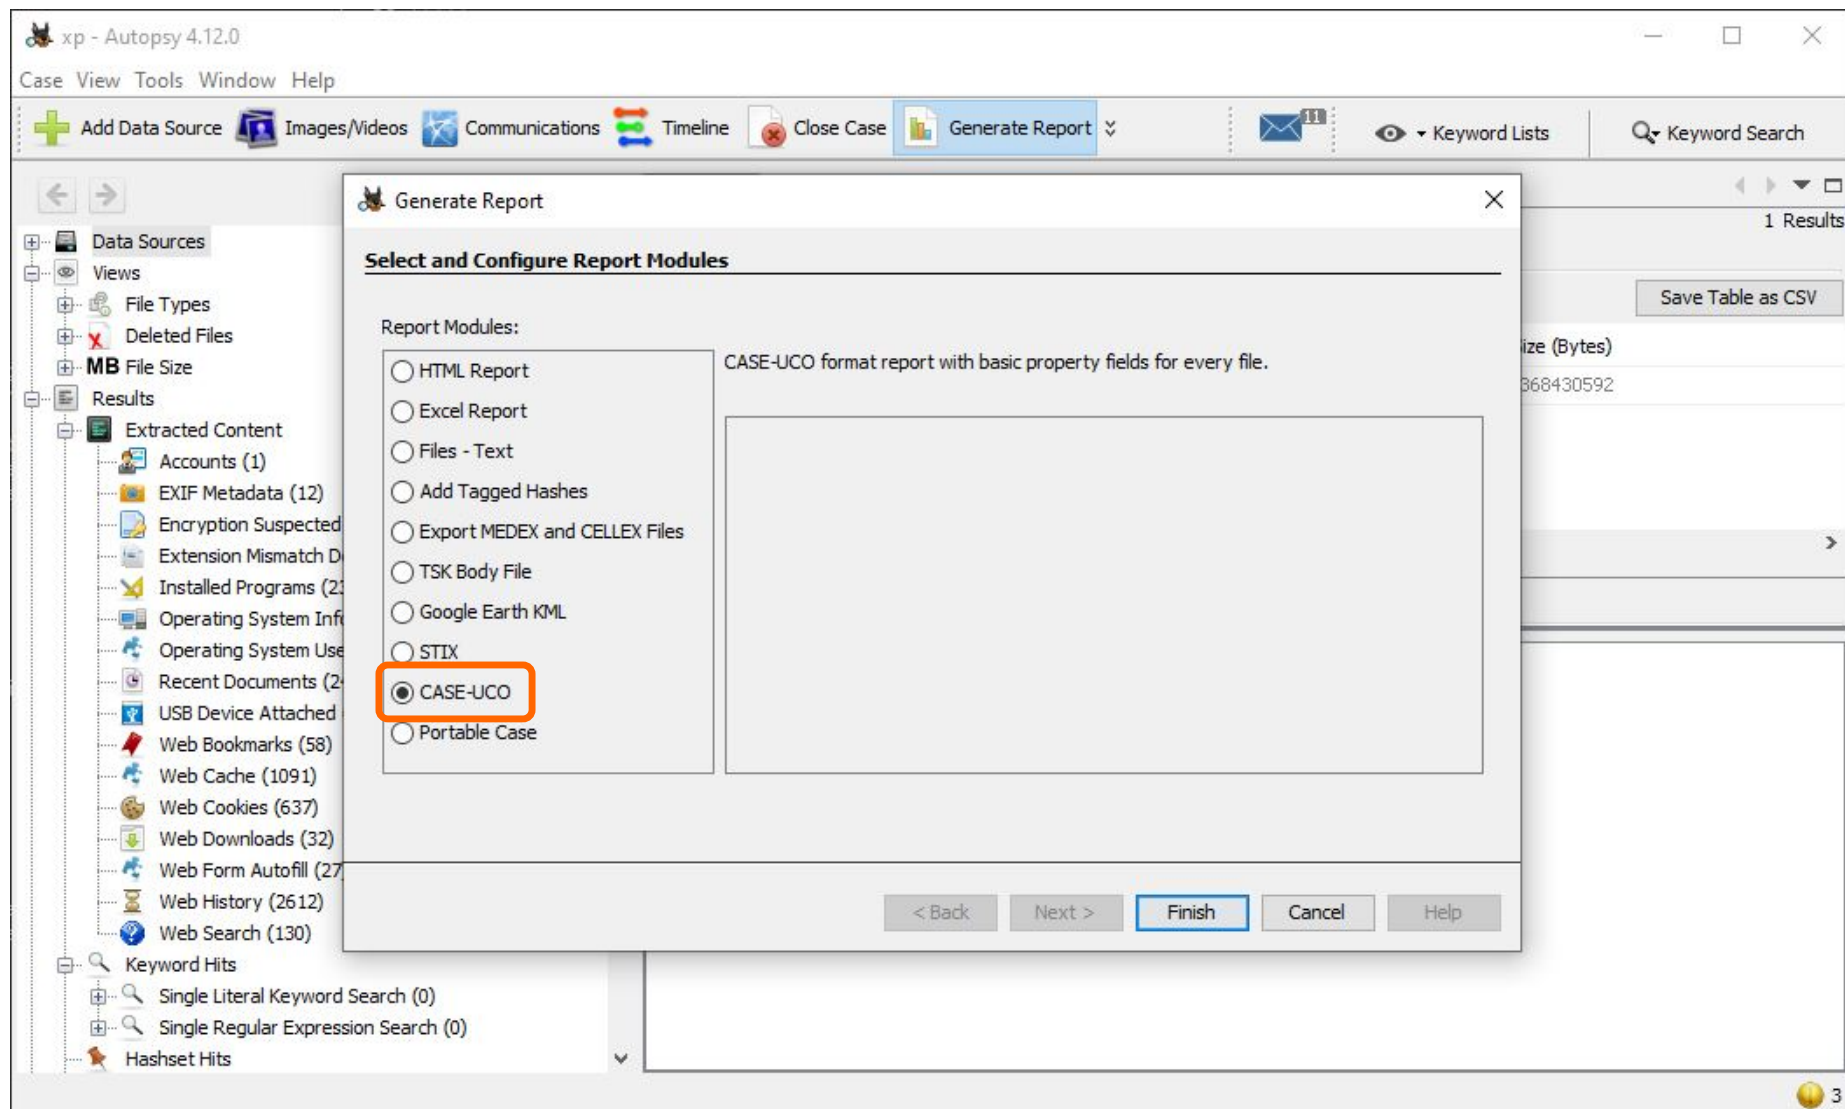 xp - Autopsy 4.12.0
Case View Tools Window Help
Add Data Source Images/Videos Communications Timeline Close Case Generate Report 11 Keyword Lists Keyword Search
Generate Report
1 Results
Select and Configure Report Modules
Save Table as CSV
Report Modules:
HTML Report
Excel Report
Files - Text
Add Tagged Hashes
Export MEDEX and CELLEX Files
TSK Body File
Google Earth KML
STIX
CASE-UCO
Portable Case
CASE-UCO format report with basic property fields for every file.
< Back Next > Finish Cancel Help
ize (Bytes)
368430592
Data Sources
Views
File Types
Deleted Files
MB File Size
Results
Extracted Content
Accounts (1)
EXIF Metadata (12)
Encryption Suspected
Extension Mismatch D
Installed Programs (23
Operating System Inf
Operating System Use
Recent Documents (2
USB Device Attached
Web Bookmarks (58)
Web Cache (1091)
Web Cookies (637)
Web Downloads (32)
Web Form Autofill (27
Web History (2612)
Web Search (130)
Keyword Hits
Single Literal Keyword Search (0)
Single Regular Expression Search (0)
Hashset Hits
3